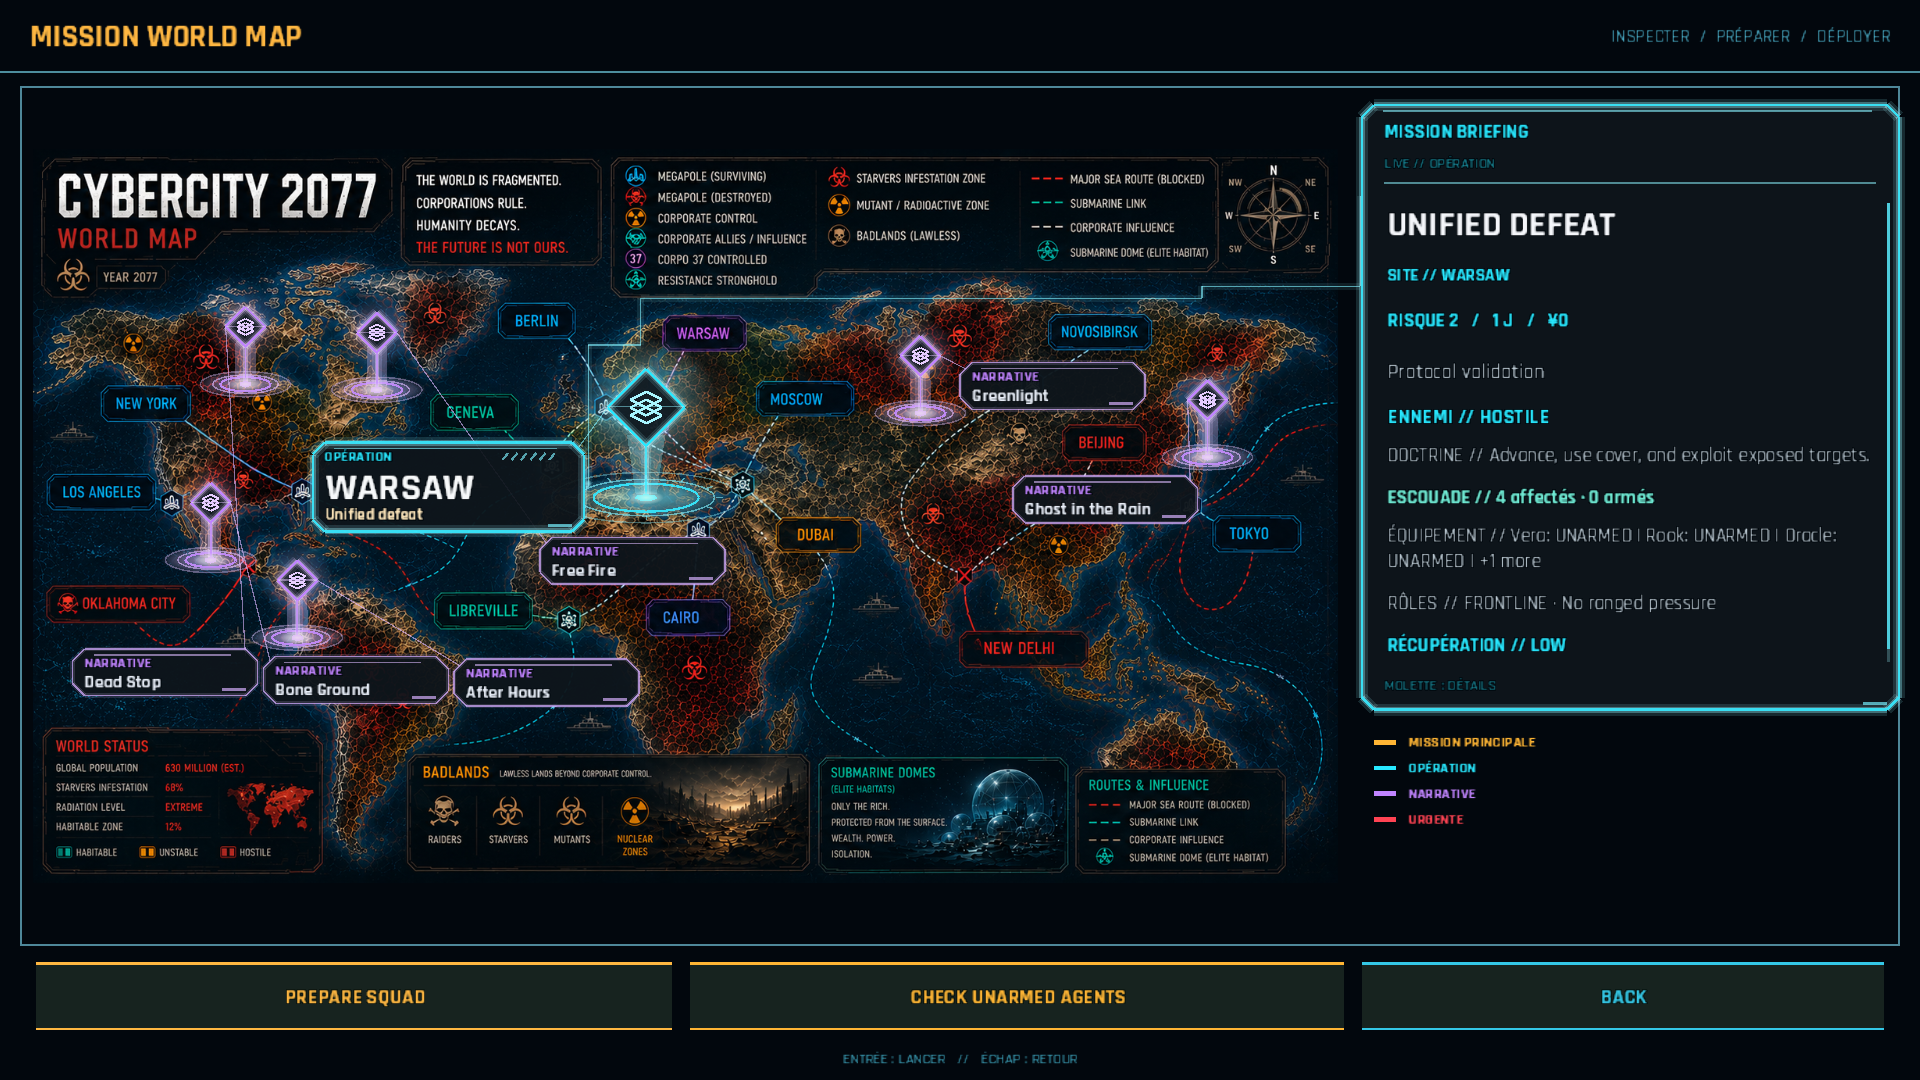 MISSION WORLD MAP
INSPECTER / PRÉPARER / DÉPLOYER
CYBERCITY 2077
WORLD MAP
YEAR 2077
THE WORLD IS FRAGMENTED.
CORPORATIONS RULE.
HUMANITY DECAYS.
THE FUTURE IS NOT OURS.
MEGAPOLE (SURVIVING)
MEGAPOLE (DESTROYED)
CORPORATE CONTROL
CORPORATE ALLIES / INFLUENCE
37 CORPO 37 CONTROLLED
RESISTANCE STRONGHOLD
STARVERS INFESTATION ZONE
MUTANT / RADIOACTIVE ZONE
BADLANDS (LAWLESS)
MAJOR SEA ROUTE (BLOCKED)
SUBMARINE LINK
CORPORATE INFLUENCE
SUBMARINE DOME (ELITE HABITAT)
N
NW NE
W E
SW SE
S
BERLIN
WARSAW
NOVOSIBIRSK
NEW YORK
GENEVA
MOSCOW
NARRATIVE
Greenlight
BEIJING
OPÉRATION
WARSAW
Unified defeat
LOS ANGELES
NARRATIVE
Ghost in the Rain
DUBAI
TOKYO
NARRATIVE
Free Fire
OKLAHOMA CITY
LIBREVILLE
CAIRO
NEW DELHI
NARRATIVE
Dead Stop
NARRATIVE
Bone Ground
NARRATIVE
After Hours
WORLD STATUS
GLOBAL POPULATION 630 MILLION (EST.)
STARVERS INFESTATION 68%
RADIATION LEVEL EXTREME
HABITABLE ZONE 12%
HABITABLE UNSTABLE HOSTILE
BADLANDS LAWLESS LANDS BEYOND CORPORATE CONTROL.
RAIDERS STARVERS MUTANTS NUCLEAR
ZONES
SUBMARINE DOMES
(ELITE HABITATS)
ONLY THE RICH.
PROTECTED FROM THE SURFACE.
WEALTH. POWER.
ISOLATION.
ROUTES & INFLUENCE
MAJOR SEA ROUTE (BLOCKED)
SUBMARINE LINK
CORPORATE INFLUENCE
SUBMARINE DOME (ELITE HABITAT)
MISSION BRIEFING
LIVE // OPERATION
UNIFIED DEFEAT
SITE // WARSAW
RISQUE 2 / 1 J / ¥0
Protocol validation
ENNEMI // HOSTILE
DOCTRINE // Advance, use cover, and exploit exposed targets.
ESCOUADE // 4 affectés · 0 armés
ÉQUIPEMENT // Vera: UNARMED | Rook: UNARMED | Oracle:
UNARMED | +1 more
RÔLES // FRONTLINE · No ranged pressure
RÉCUPÉRATION // LOW
MOLETTE : DÉTAILS
MISSION PRINCIPALE
OPÉRATION
NARRATIVE
URGENTE
PREPARE SQUAD
CHECK UNARMED AGENTS
BACK
ENTRÉE : LANCER // ÉCHAP : RETOUR